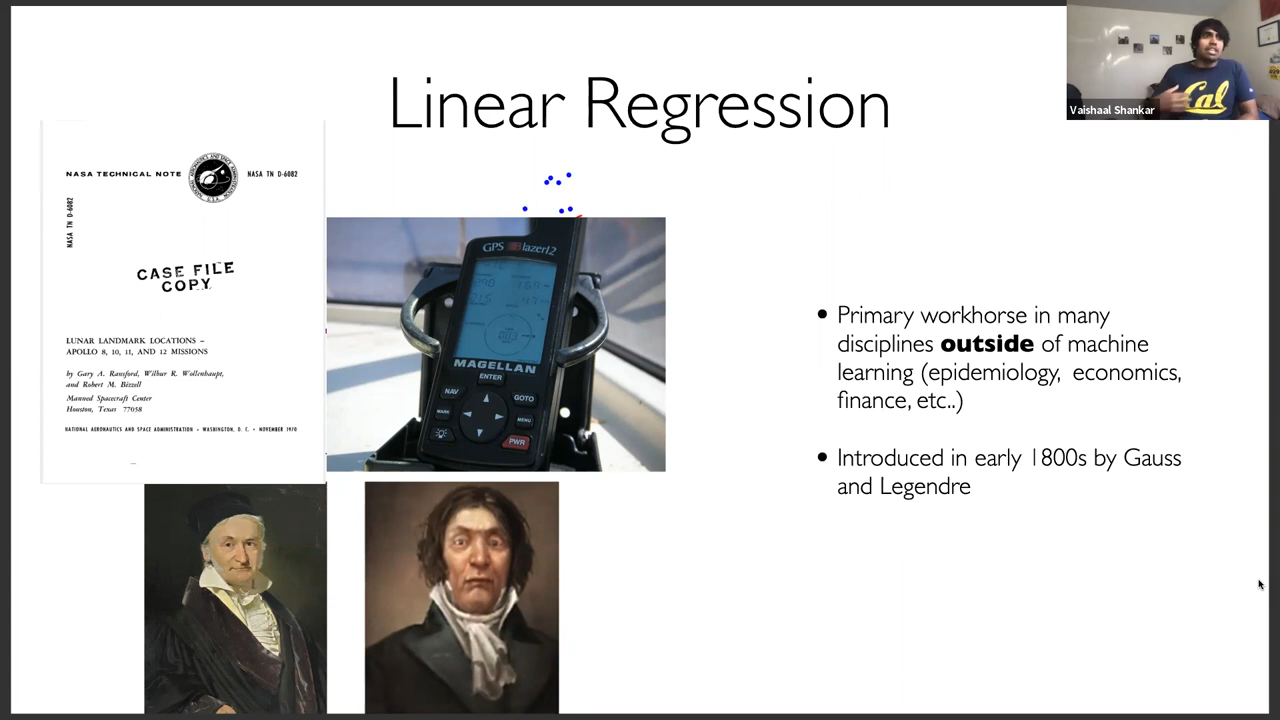 Linear Regression
Vaishaal Shankar
Cal
NASA TECHNICAL NOTE
NASA TN D-6082
NASA TN D-6082
CASE FILE
COPY
LUNAR LANDMARK LOCATIONS –
APOLLO 8, 10, 11, AND 12 MISSIONS
by Gary A. Ransford, Wilbur R. Wollenhaupt,
and Robert M. Bizzell
Manned Spacecraft Center
Houston, Texas 77058
NATIONAL AERONAUTICS AND SPACE ADMINISTRATION • WASHINGTON, D. C. • NOVEMBER 1970
GPS Blazer12
MAGELLAN
ENTER
NAV
GOTO
MARK
MENU
PWR
• Primary workhorse in many
disciplines outside of machine
learning (epidemiology, economics,
finance, etc..)
• Introduced in early 1800s by Gauss
and Legendre